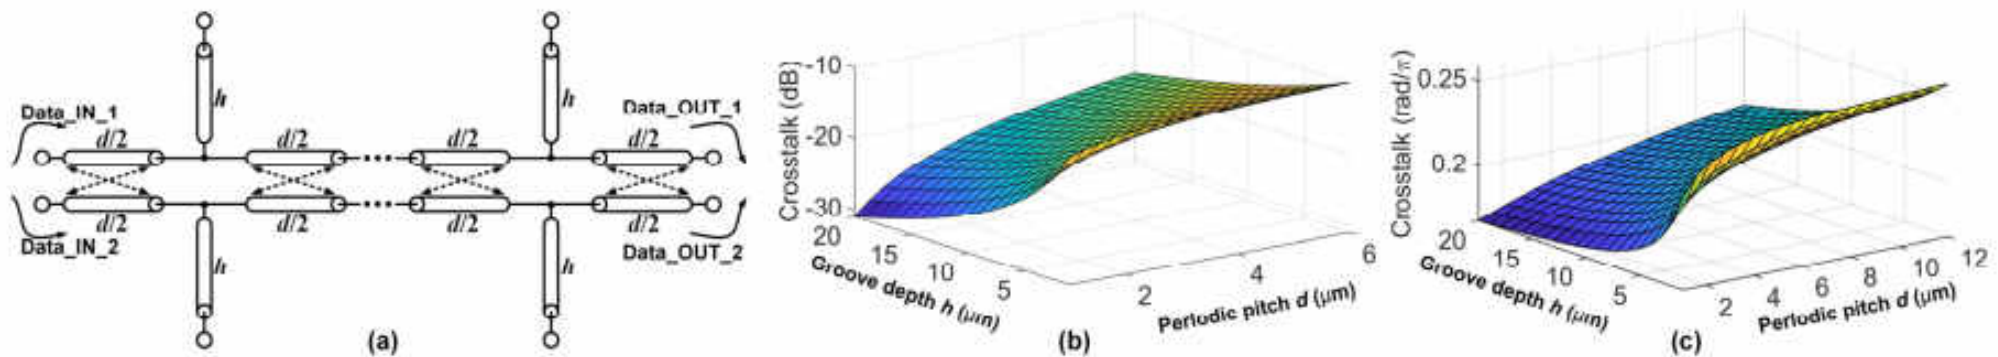 Data_IN_1
d/2
d/2
d/2
d/2
h
h
Data_OUT_1
d/2
d/2
d/2
d/2
Data_IN_2
h
h
Data_OUT_2
(a)
Crosstalk (dB)
-10
-20
-30
20
15
10
5
Groove depth h (μm)
2
4
6
Periodic pitch d (μm)
(b)
Crosstalk (rad/π)
0.25
0.2
20
15
10
5
Groove depth h (μm)
2
4
6
8
10
12
Periodic pitch d (μm)
(c)